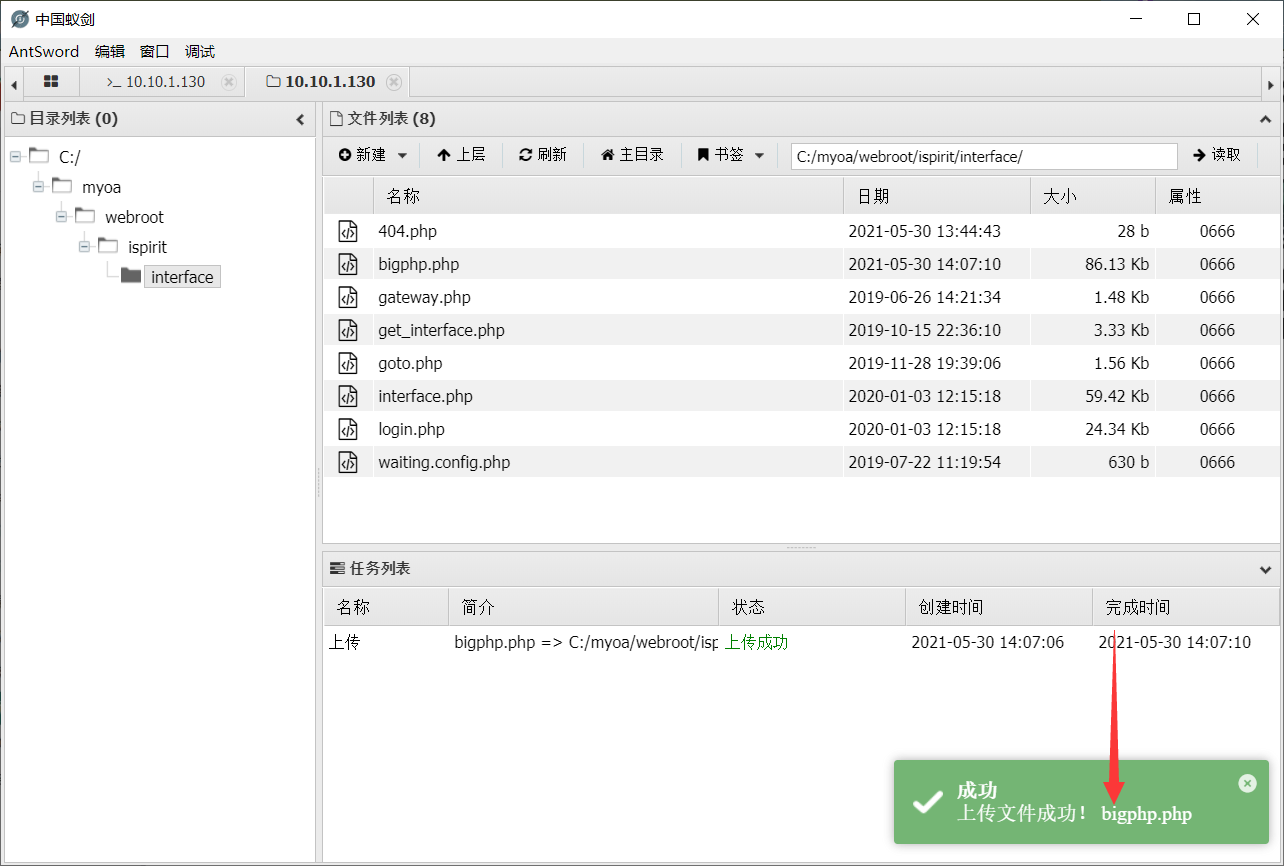 中国蚁剑
AntSword 编辑 窗口 调试
>_ 10.10.1.130 10.10.1.130
目录列表 (0)
C:/
myoa
webroot
ispirit
interface
文件列表 (8)
新建 上层 刷新 主目录 书签 C:/myoa/webroot/ispirit/interface/ 读取
名称 日期 大小 属性
404.php 2021-05-30 13:44:43 28 b 0666
bigphp.php 2021-05-30 14:07:10 86.13 Kb 0666
gateway.php 2019-06-26 14:21:34 1.48 Kb 0666
get_interface.php 2019-10-15 22:36:10 3.33 Kb 0666
goto.php 2019-11-28 19:39:06 1.56 Kb 0666
interface.php 2020-01-03 12:15:18 59.42 Kb 0666
login.php 2020-01-03 12:15:18 24.34 Kb 0666
waiting.config.php 2019-07-22 11:19:54 630 b 0666
任务列表
名称 简介 状态 创建时间 完成时间
上传 bigphp.php => C:/myoa/webroot/isp 上传成功 2021-05-30 14:07:06 2021-05-30 14:07:10
成功
上传文件成功！ bigphp.php